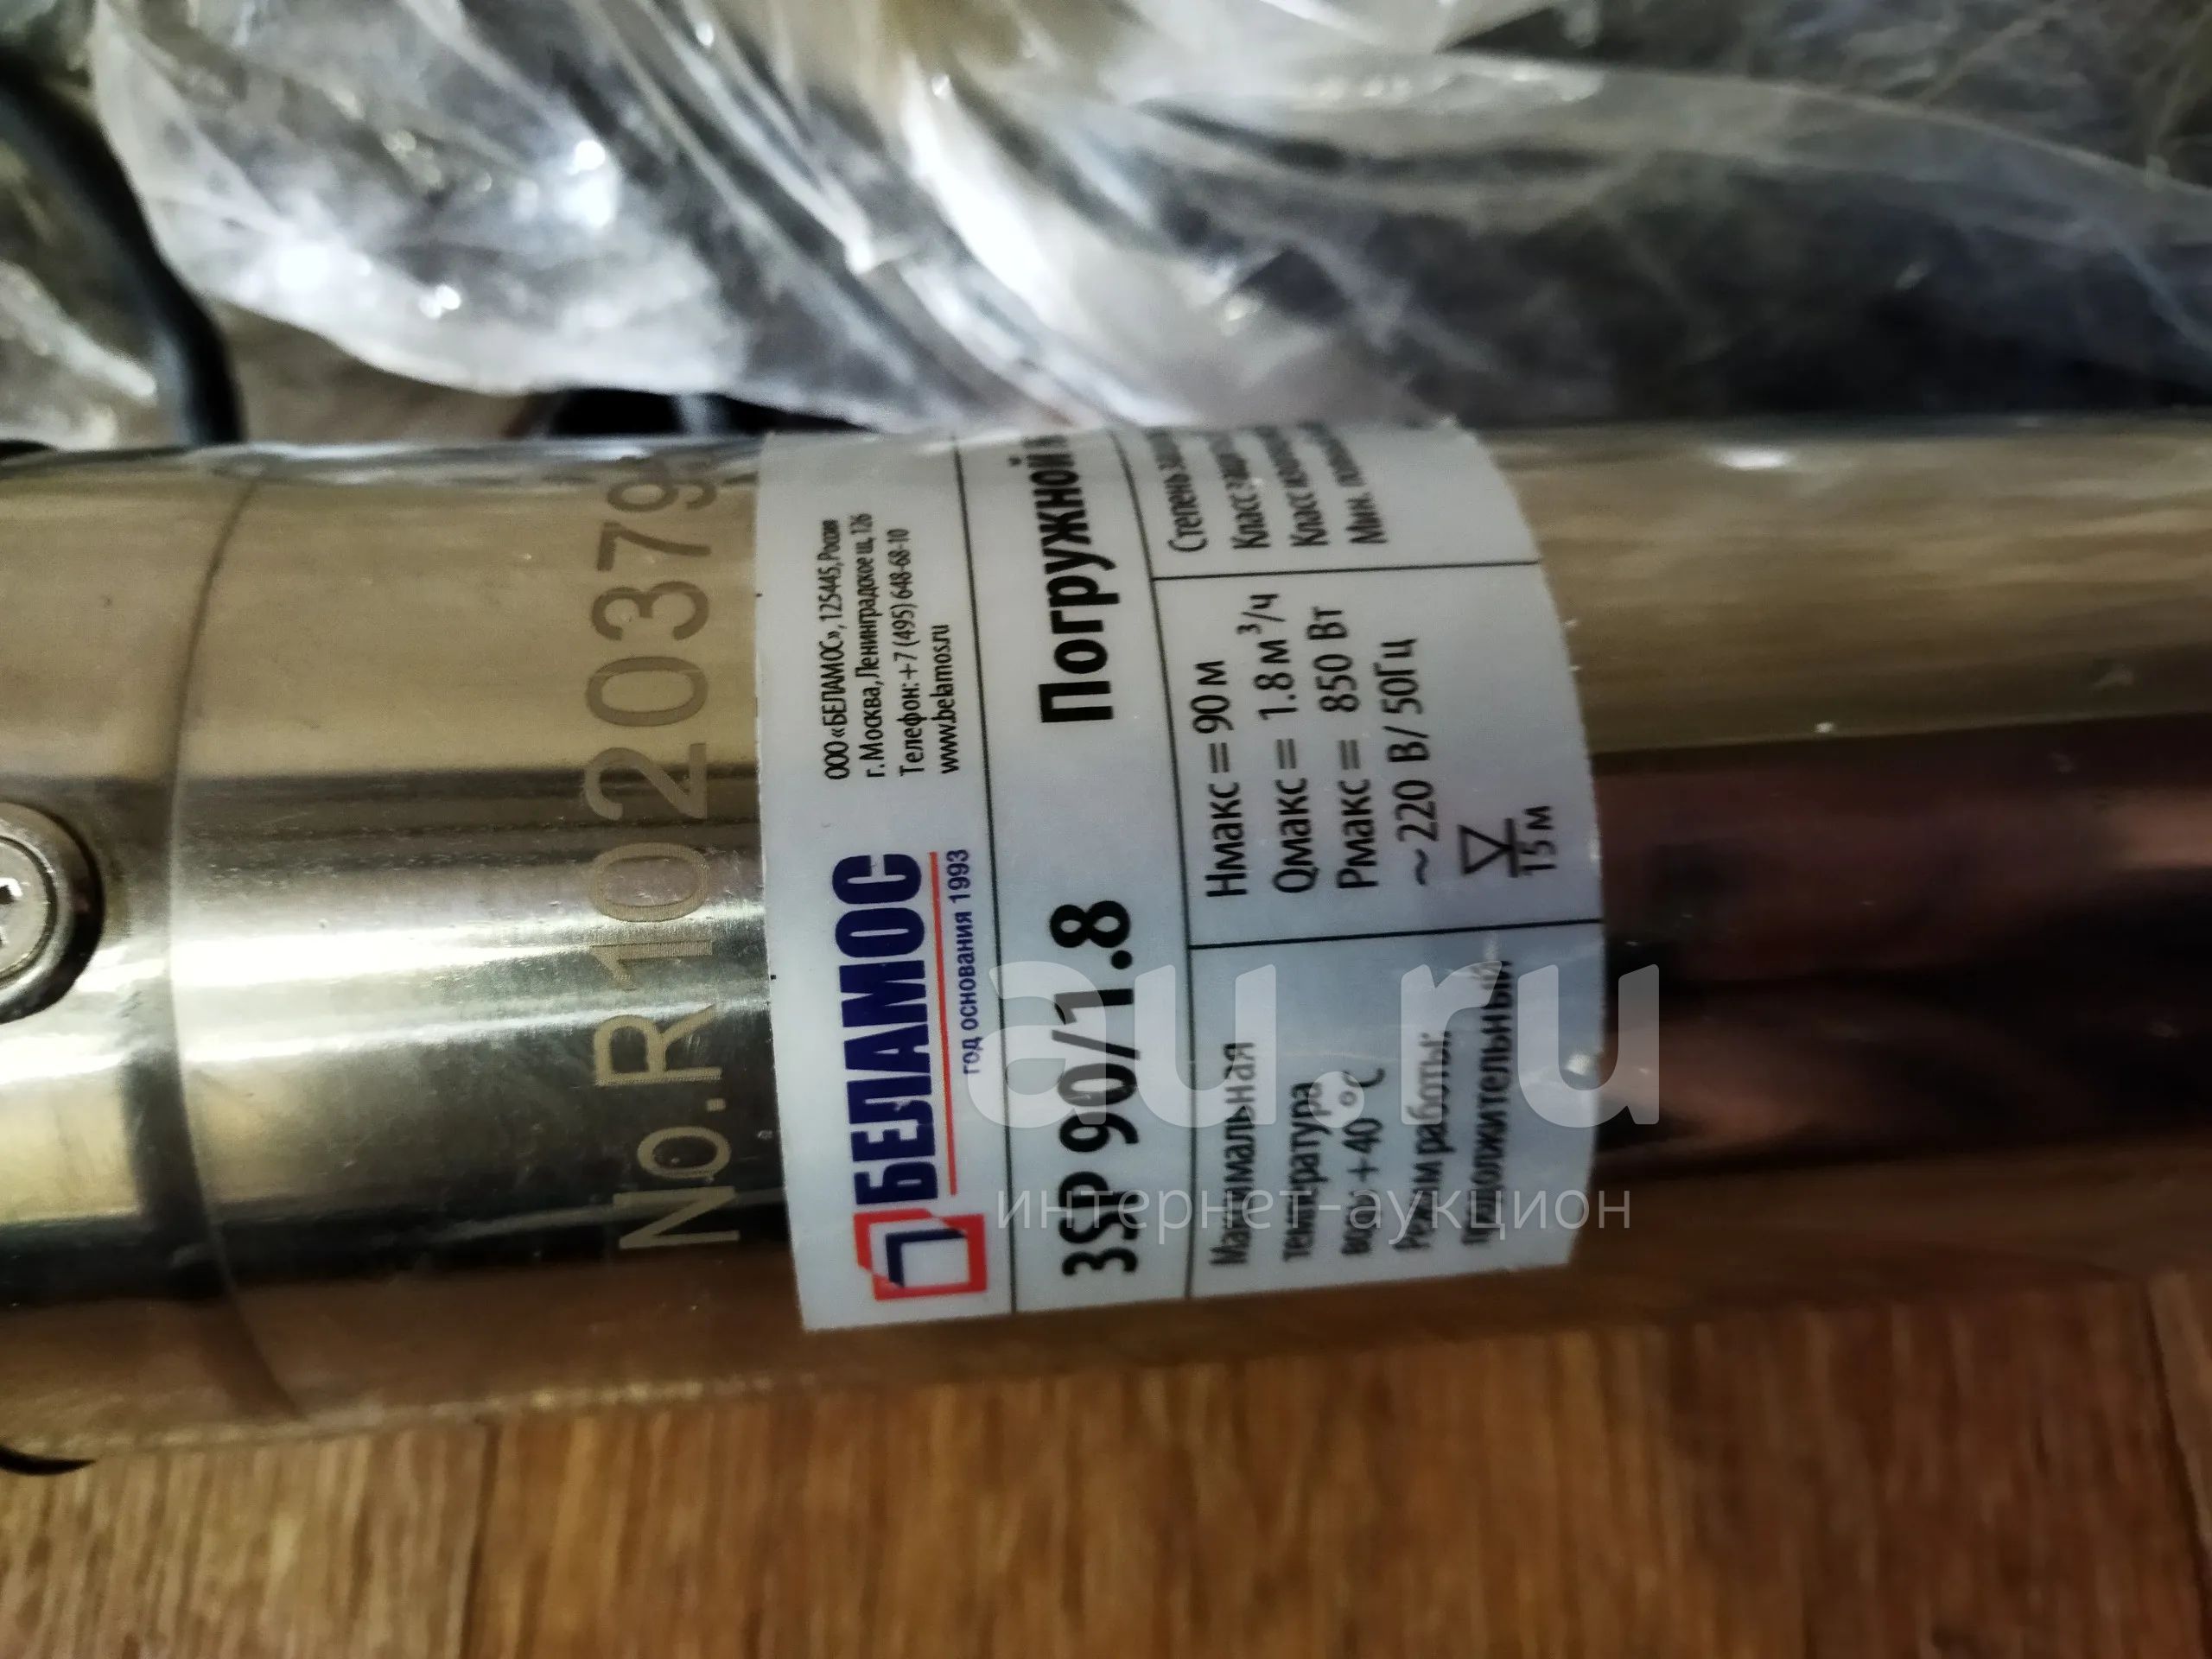 No.R1020379
БЕЛАМОС
год основания 1993
ООО «БЕЛАМОС», 125445, Россия
г. Москва, Ленинградское ш, 126
Телефон: +7 (495) 648-68-10
www.belamos.ru
3SP 90/1.8
Погружной
Максимальная
температура
воды +40 °C
Режим работы:
продолжительный,
Hмакс = 90 м
Qмакс = 1.8 м³/ч
Pмакс = 850 Вт
~220 В/ 50Гц
15 м
Степень
Класс
Класс
Мин.
au.ru
интернет-аукцион